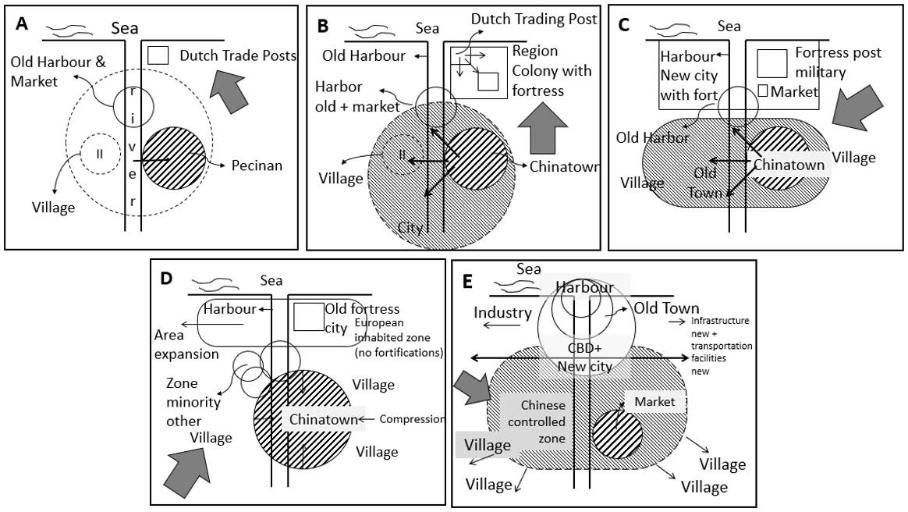 A
Sea
Old Harbour &
Market
Dutch Trade Posts
r
i
v
e
r
II
Pecinan
Village
B
Sea
Dutch Trading Post
Old Harbour
Region
Colony with
fortress
Harbor
old + market
II
Village
Chinatown
City
C
Sea
Harbour
New city
with fort
Fortress post
military
Market
Old Harbor
Chinatown
Village
Village
Old
Town
D
Sea
Harbour
Old fortress
city
European
inhabited zone
(no fortifications)
Area
expansion
Zone
minority
other
Village
Village
Chinatown
Compression
Village
E
Sea
Harbour
Industry
Old Town
Infrastructure
new +
transportation
facilities
new
CBD+
New city
Chinese
controlled
zone
Market
Village
Village
Village
Village